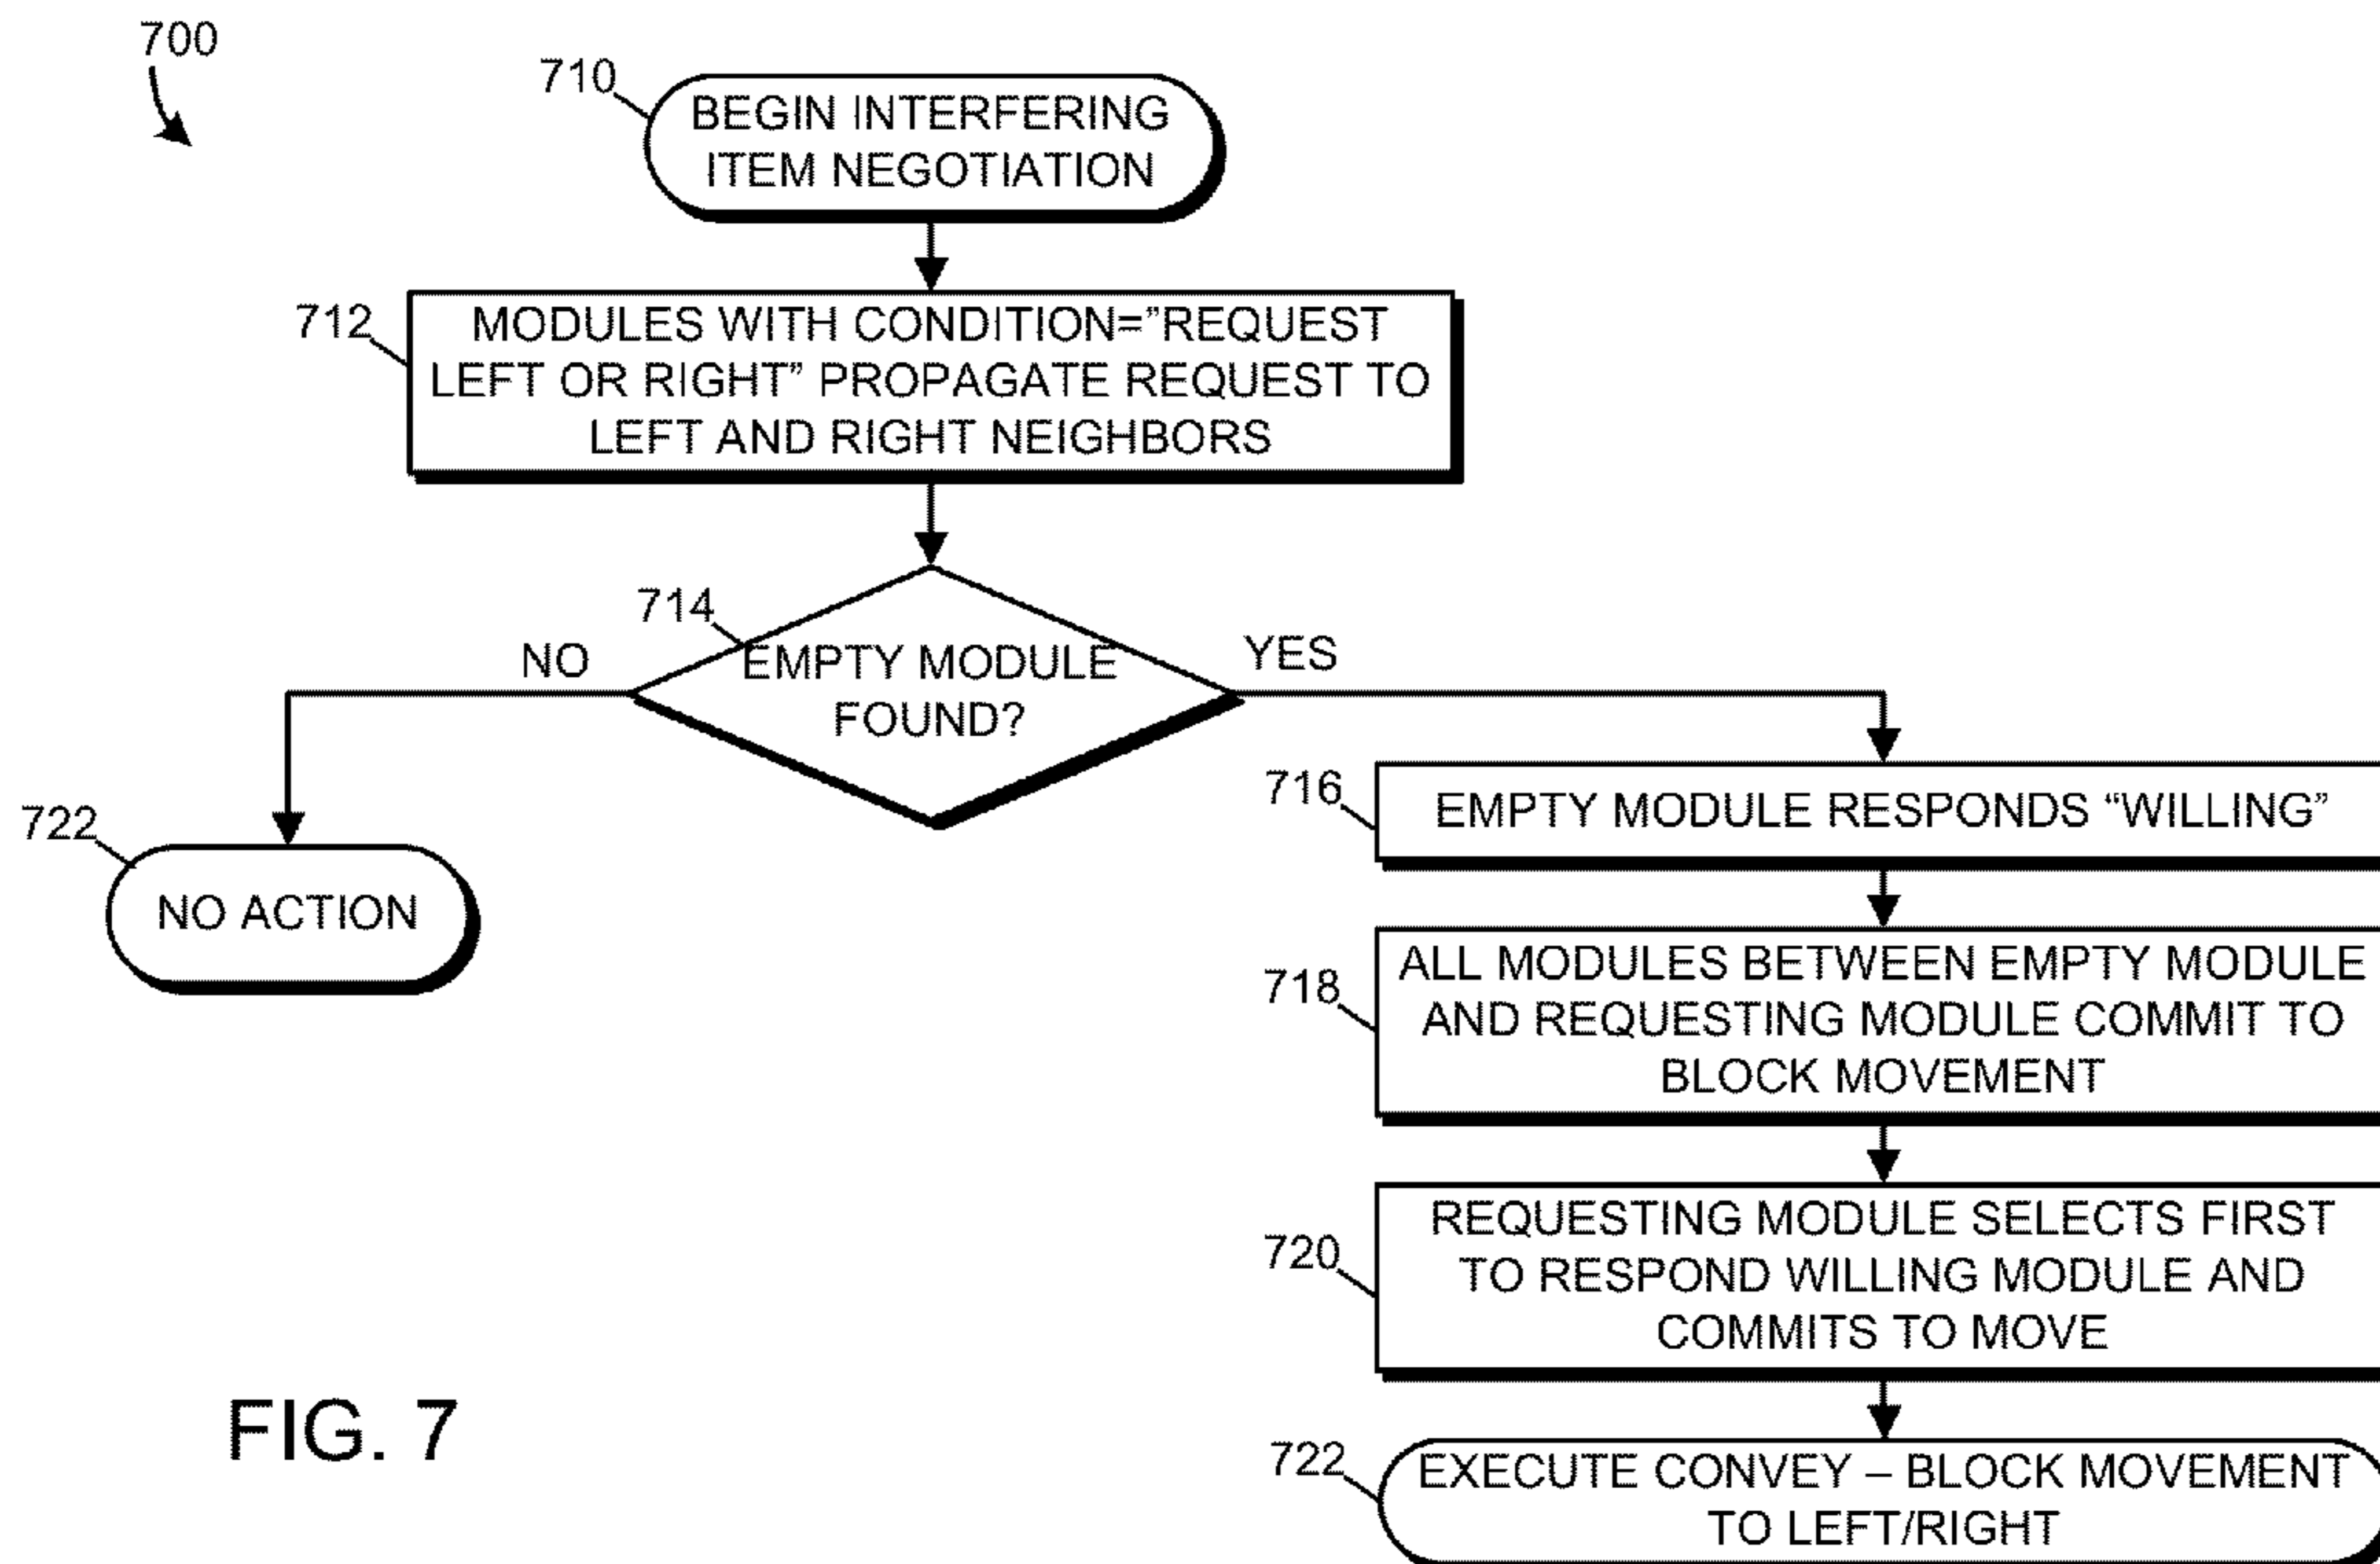 700
710
BEGIN INTERFERING
ITEM NEGOTIATION
712
MODULES WITH CONDITION="REQUEST
LEFT OR RIGHT" PROPAGATE REQUEST TO
LEFT AND RIGHT NEIGHBORS
714
EMPTY MODULE
FOUND?
NO
YES
722
NO ACTION
716
EMPTY MODULE RESPONDS “WILLING”
718
ALL MODULES BETWEEN EMPTY MODULE
AND REQUESTING MODULE COMMIT TO
BLOCK MOVEMENT
720
REQUESTING MODULE SELECTS FIRST
TO RESPOND WILLING MODULE AND
COMMITS TO MOVE
722
EXECUTE CONVEY – BLOCK MOVEMENT
TO LEFT/RIGHT
FIG. 7